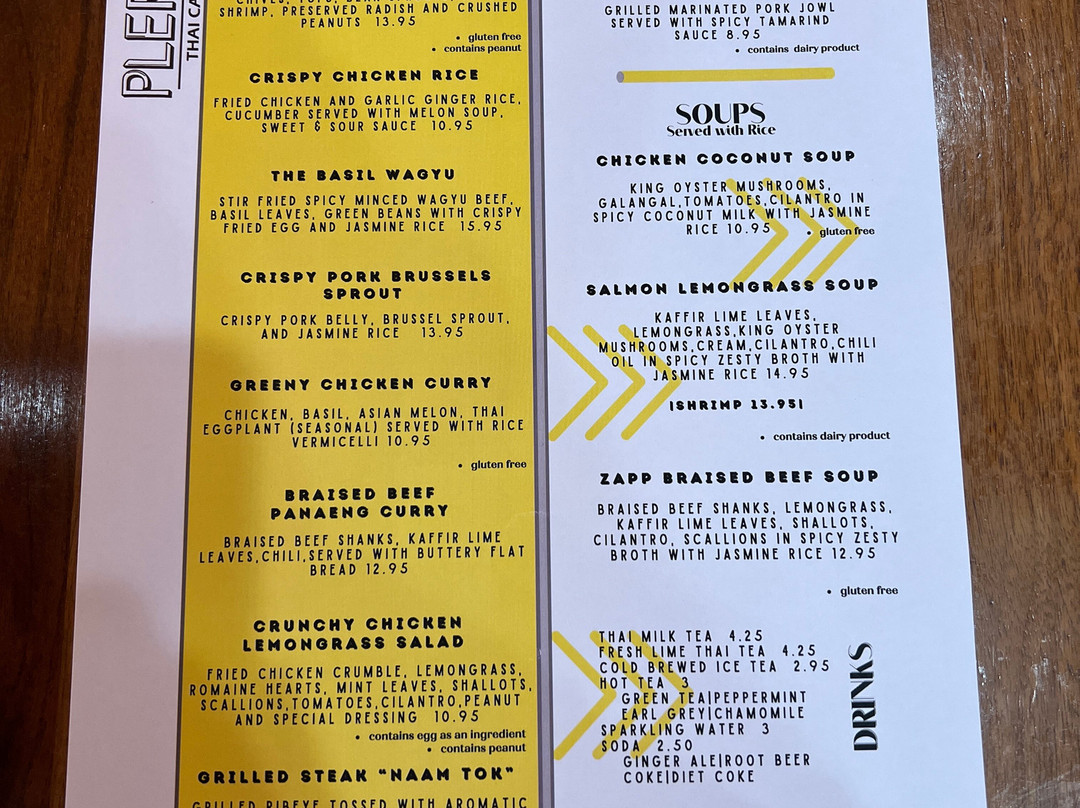 THAI CA
SHRIMP, PRESERVED RADISH AND CRUSHED
PEANUTS 13.95
• gluten free
• contains peanut
CRISPY CHICKEN RICE
FRIED CHICKEN AND GARLIC GINGER RICE,
CUCUMBER SERVED WITH MELON SOUP,
SWEET & SOUR SAUCE 10.95
THE BASIL WAGYU
STIR FRIED SPICY MINCED WAGYU BEEF,
BASIL LEAVES, GREEN BEANS WITH CRISPY
FRIED EGG AND JASMINE RICE 15.95
CRISPY PORK BRUSSELS
SPROUT
CRISPY PORK BELLY, BRUSSEL SPROUT,
AND JASMINE RICE 13.95
GREENY CHICKEN CURRY
CHICKEN, BASIL, ASIAN MELON, THAI
EGGPLANT (SEASONAL) SERVED WITH RICE
VERMICELLI 10.95
• gluten free
BRAISED BEEF
PANAENG CURRY
BRAISED BEEF SHANKS, KAFFIR LIME
LEAVES,CHILI,SERVED WITH BUTTERY FLAT
BREAD 12.95
CRUNCHY CHICKEN
LEMONGRASS SALAD
FRIED CHICKEN CRUMBLE, LEMONGRASS,
ROMAINE HEARTS, MINT LEAVES, SHALLOTS,
SCALLIONS,TOMATOES,CILANTRO,PEANUT
AND SPECIAL DRESSING 10.95
• contains egg as an ingredient
• contains peanut
GRILLED STEAK “NAAM TOK”
GRILLED RIBEYE TOSSED WITH AROMATIC
GRILLED MARINATED PORK JOWL
SERVED WITH SPICY TAMARIND
SAUCE 8.95
• contains dairy product
SOUPS
Served with Rice
CHICKEN COCONUT SOUP
KING OYSTER MUSHROOMS,
GALANGAL,TOMATOES,CILANTRO IN
SPICY COCONUT MILK WITH JASMINE
RICE 10.95
• gluten free
SALMON LEMONGRASS SOUP
KAFFIR LIME LEAVES,
LEMONGRASS,KING OYSTER
MUSHROOMS,CREAM,CILANTRO,CHILI
OIL IN SPICY ZESTY BROTH WITH
JASMINE RICE 14.95
|SHRIMP 13.95|
• contains dairy product
ZAPP BRAISED BEEF SOUP
BRAISED BEEF SHANKS, LEMONGRASS,
KAFFIR LIME LEAVES, SHALLOTS,
CILANTRO, SCALLIONS IN SPICY ZESTY
BROTH WITH JASMINE RICE 12.95
• gluten free
DRINKS
THAI MILK TEA 4.25
FRESH LIME THAI TEA 4.25
COLD BREWED ICE TEA 2.95
HOT TEA 3
GREEN TEA|PEPPERMINT
EARL GREY|CHAMOMILE
SPARKLING WATER 3
SODA 2.50
GINGER ALE|ROOT BEER
COKE|DIET COKE